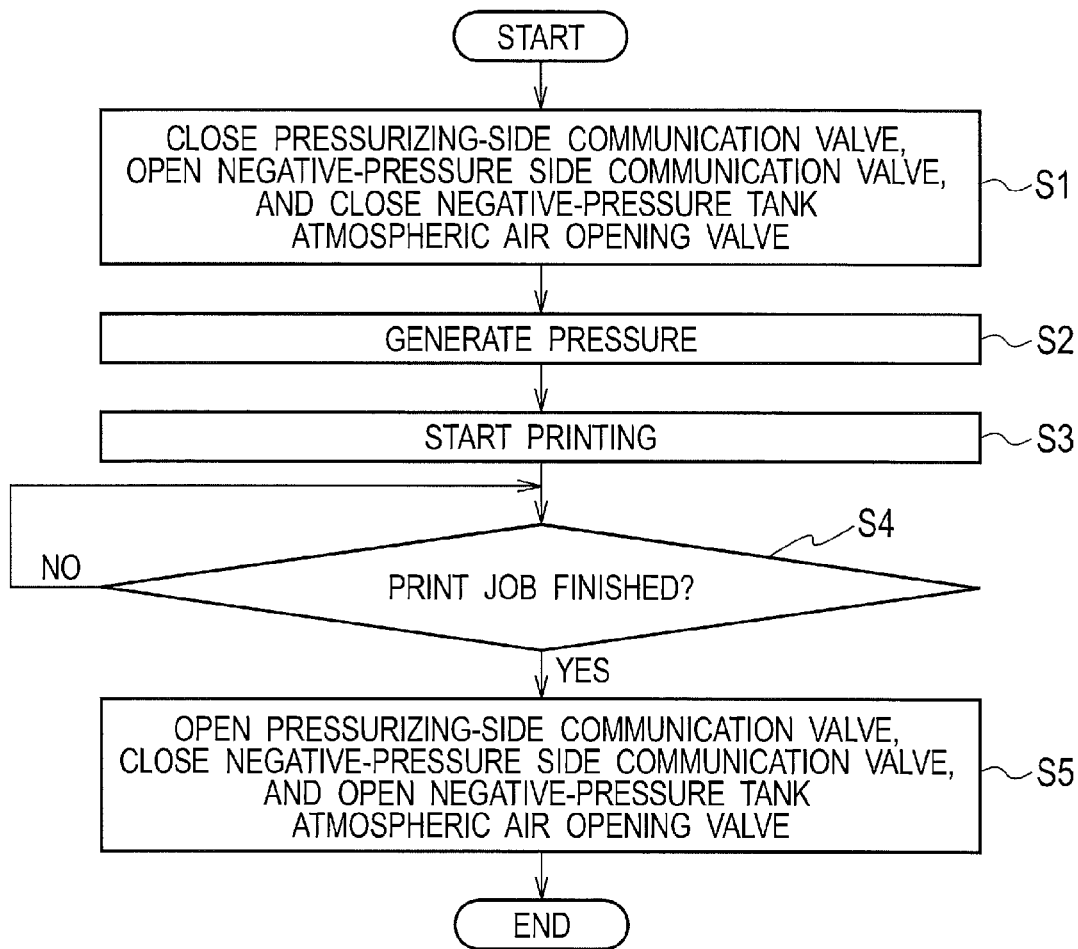 START
CLOSE PRESSURIZING-SIDE COMMUNICATION VALVE,
OPEN NEGATIVE-PRESSURE SIDE COMMUNICATION VALVE,
AND CLOSE NEGATIVE-PRESSURE TANK
ATMOSPHERIC AIR OPENING VALVE
S1
GENERATE PRESSURE
S2
START PRINTING
S3
S4
NO
PRINT JOB FINISHED?
YES
OPEN PRESSURIZING-SIDE COMMUNICATION VALVE,
CLOSE NEGATIVE-PRESSURE SIDE COMMUNICATION VALVE,
AND OPEN NEGATIVE-PRESSURE TANK
ATMOSPHERIC AIR OPENING VALVE
S5
END